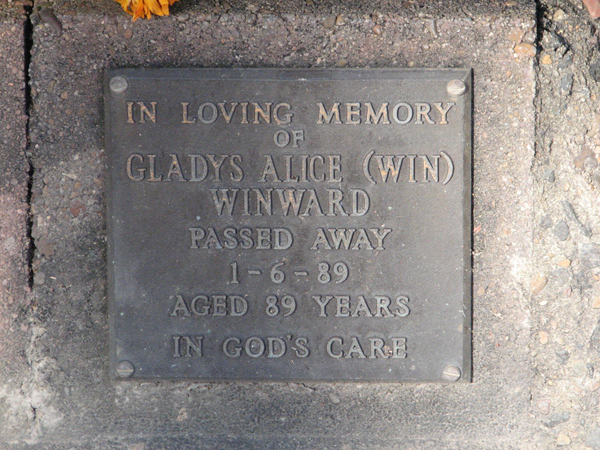 IN LOVING MEMORY
OF
GLADYS ALICE (WIN)
WINWARD
PASSED AWAY
1-6-89
AGED 89 YEARS
IN GOD'S CARE